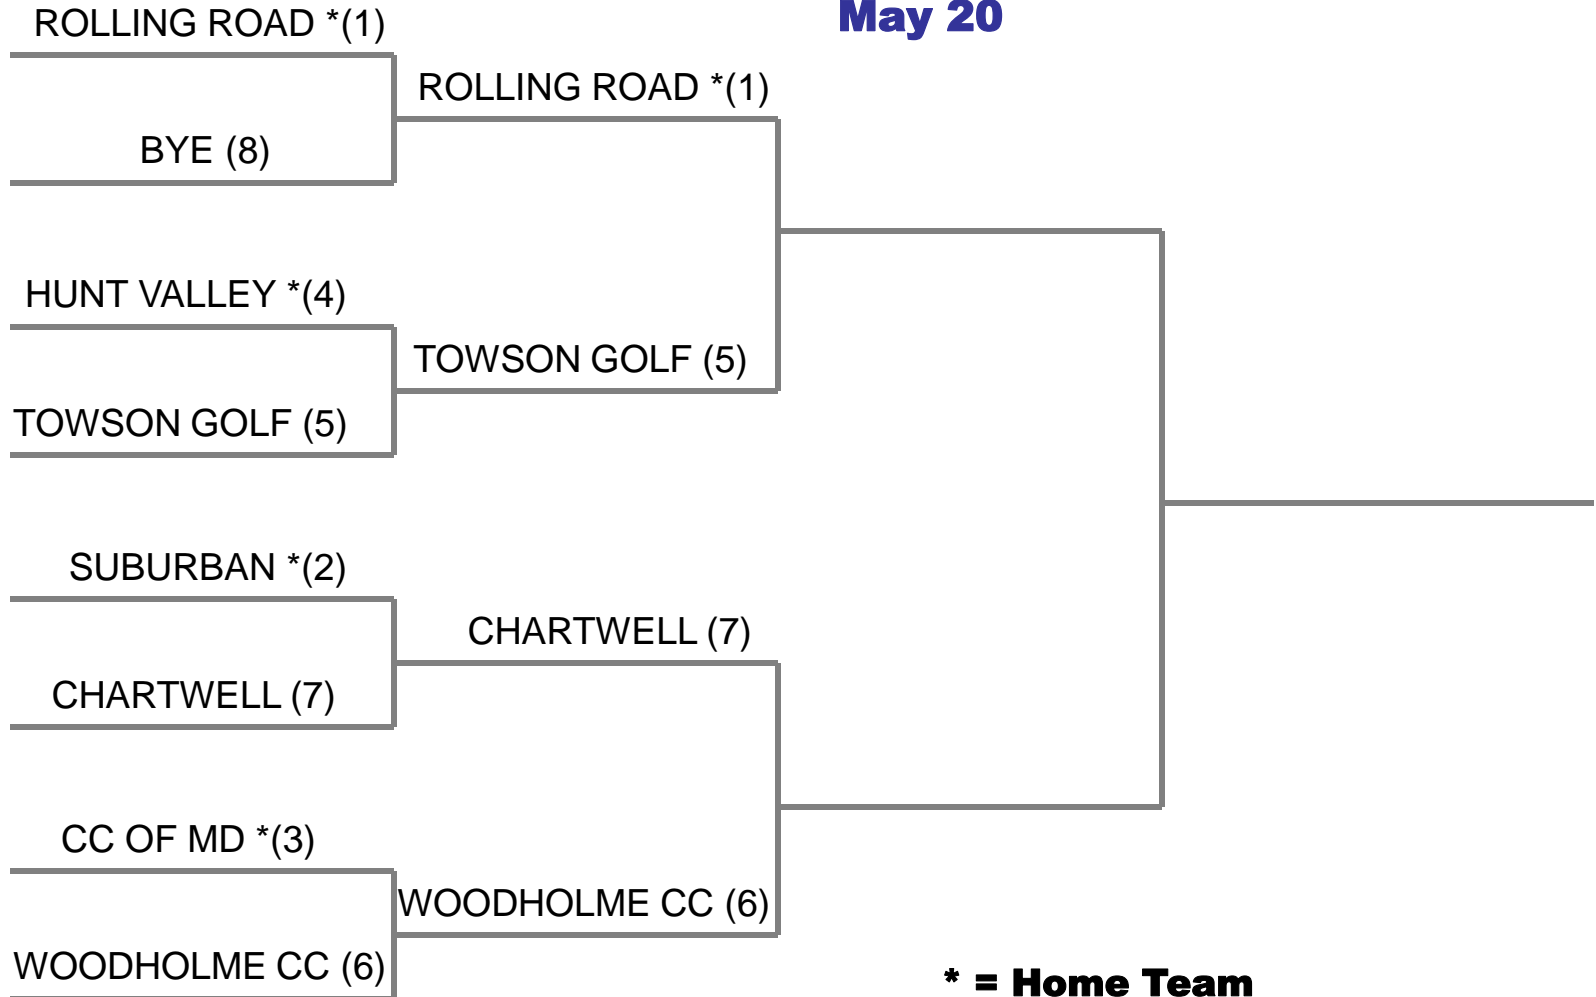 May 20
ROLLING ROAD *(1)
BYE (8)
HUNT VALLEY *(4)
TOWSON GOLF (5)
SUBURBAN *(2)
CHARTWELL (7)
CC OF MD *(3)
WOODHOLME CC (6)
ROLLING ROAD *(1)
TOWSON GOLF (5)
CHARTWELL (7)
WOODHOLME CC (6)
* = Home Team